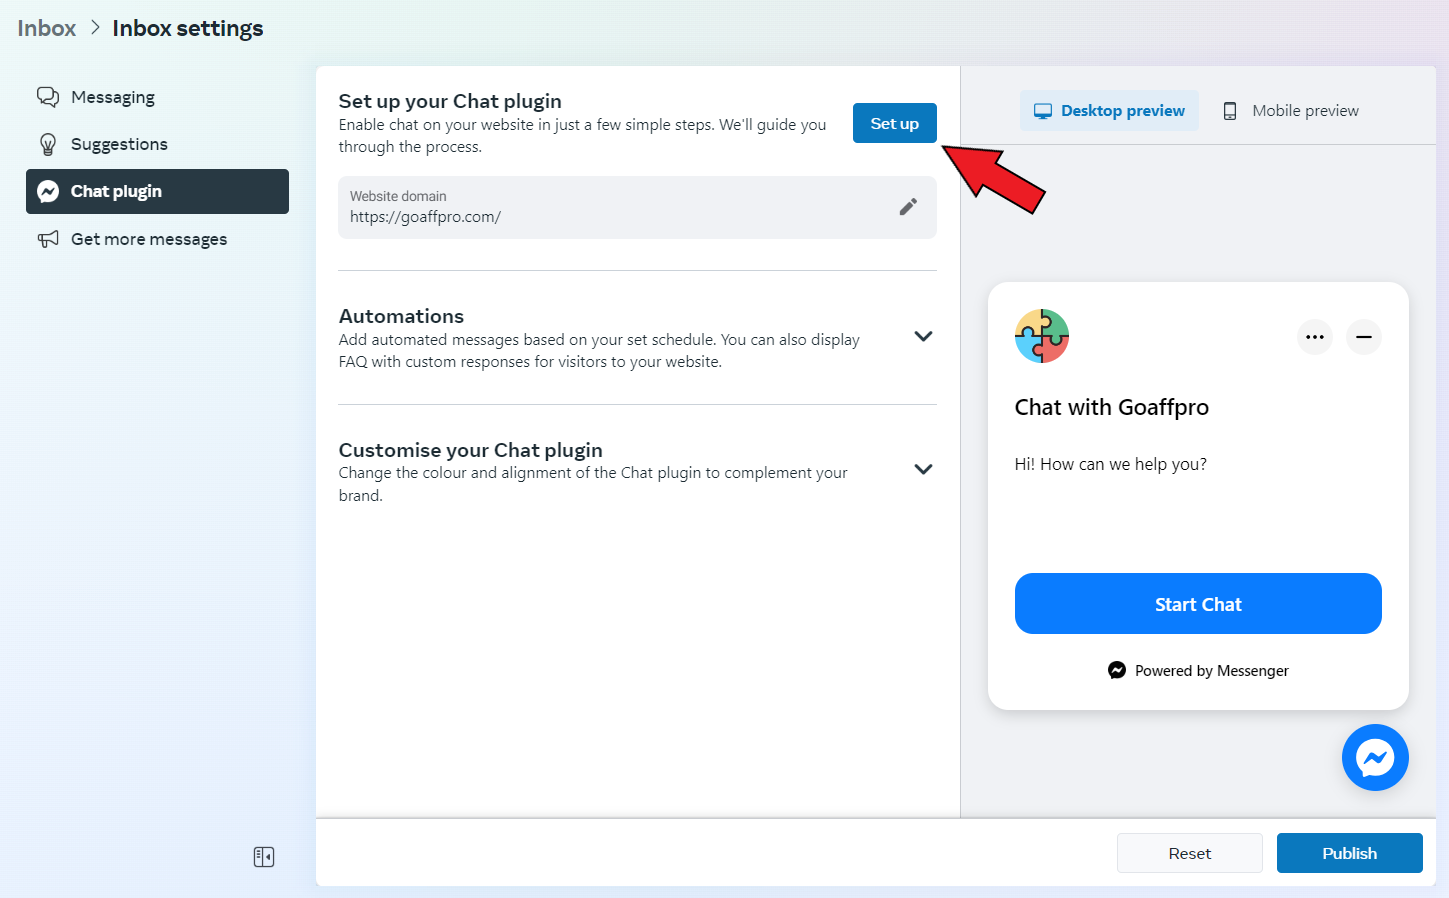 Inbox > Inbox settings
Messaging
Suggestions
Chat plugin
Get more messages
Set up your Chat plugin
Enable chat on your website in just a few simple steps. We'll guide you
through the process.
Set up
Website domain
https://goaffpro.com/
Automations
Add automated messages based on your set schedule. You can also display
FAQ with custom responses for visitors to your website.
Customise your Chat plugin
Change the colour and alignment of the Chat plugin to complement your
brand.
Desktop preview
Mobile preview
Chat with Goaffpro
Hi! How can we help you?
Start Chat
Powered by Messenger
Reset
Publish